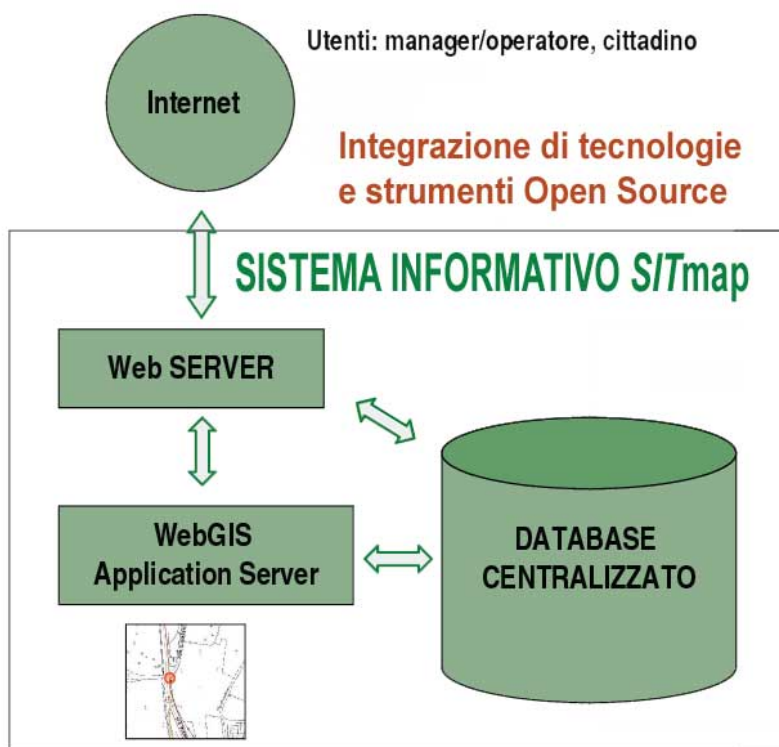 Utenti: manager/operatore, cittadino
Internet
Integrazione di tecnologie
e strumenti Open Source
SISTEMA INFORMATIVO SITmap
Web SERVER
WebGIS
Application Server
DATABASE
CENTRALIZZATO